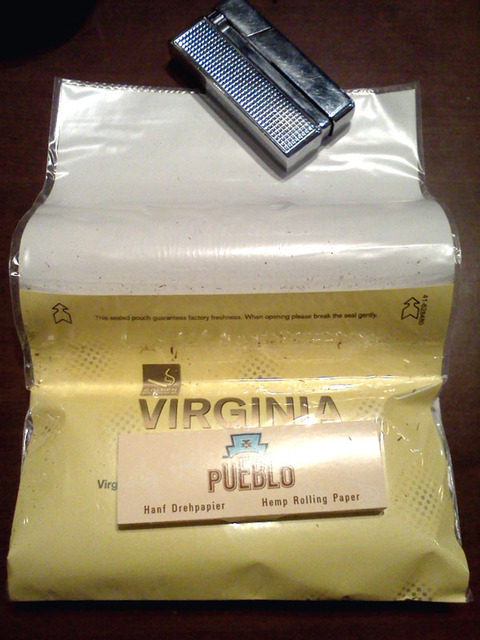 This sealed pouch guarantees factory freshness. When opening please break the seal gently.
VIRGINIA
Virg
PUEBLO
Hanf Drehpapier
Hemp Rolling Paper